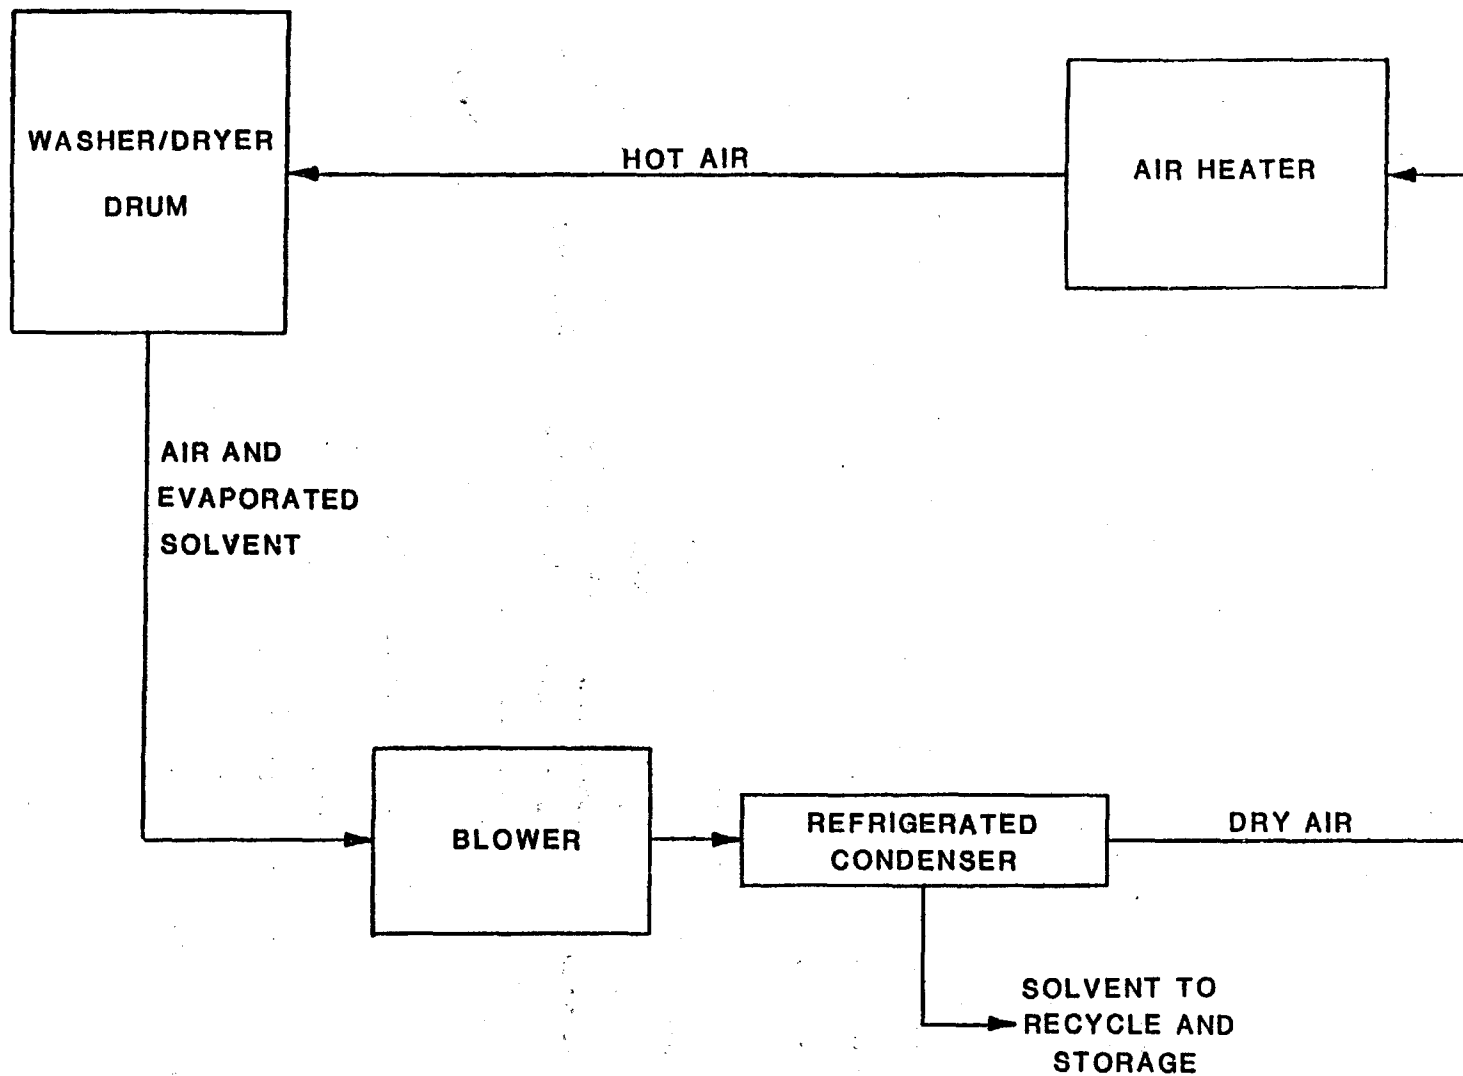 WASHER/DRYER
DRUM
HOT AIR
AIR HEATER
AIR AND
EVAPORATED
SOLVENT
BLOWER
REFRIGERATED
CONDENSER
DRY AIR
SOLVENT TO
RECYCLE AND
STORAGE